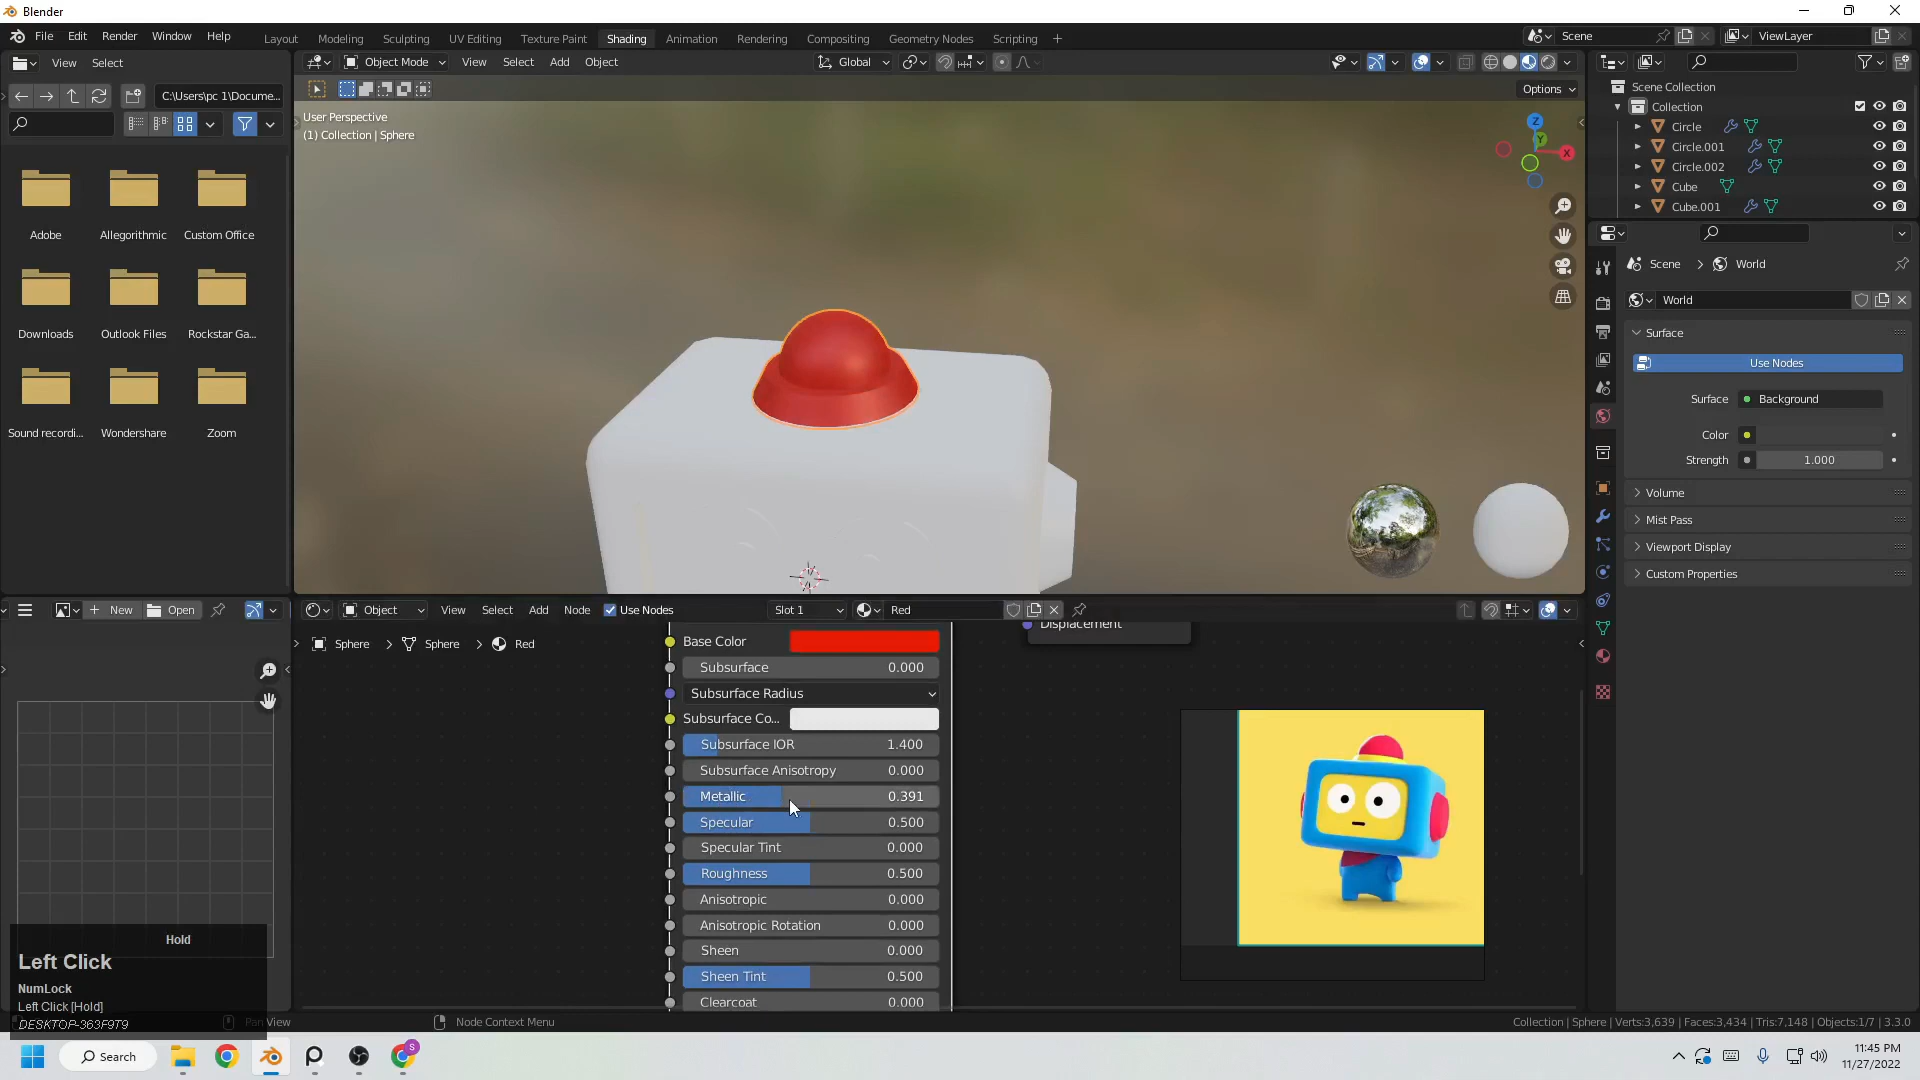 Blender
File Edit Render Window Help
Layout Modeling Sculpting UV Editing Texture Paint Shading Animation Rendering Compositing Geometry Nodes Scripting +
Scene ViewLayer
View Select
Object Mode View Select Add Object Global
C:\Users\pc 1\Docume...
Options
User Perspective
(1) Collection | Sphere
Z Y X
Adobe Allegorithmic Custom Office
Downloads Outlook Files Rockstar Ga...
Sound recordi... Wondershare Zoom
Scene Collection
Collection
Circle
Circle.001
Circle.002
Cube
Cube.001
Scene > World
World
Surface
Use Nodes
Surface Background
Color
Strength 1.000
Volume
Mist Pass
Viewport Display
Custom Properties
New Open
Object View Select Add Node Use Nodes Slot 1 Red
Sphere > Sphere > Red
Displacement
Base Color
Subsurface 0.000
Subsurface Radius
Subsurface Co...
Subsurface IOR 1.400
Subsurface Anisotropy 0.000
Metallic 0.391
Specular 0.500
Specular Tint 0.000
Roughness 0.500
Anisotropic 0.000
Anisotropic Rotation 0.000
Sheen 0.000
Sheen Tint 0.500
Clearcoat 0.000
Hold
Left Click
NumLock
Left Click [Hold]
DESKTOP-363F9T9
Pan View Node Context Menu
Collection | Sphere | Verts:3,639 | Faces:3,434 | Tris:7,148 | Objects:1/7 | 3.3.0
Search
S
11:45 PM
11/27/2022